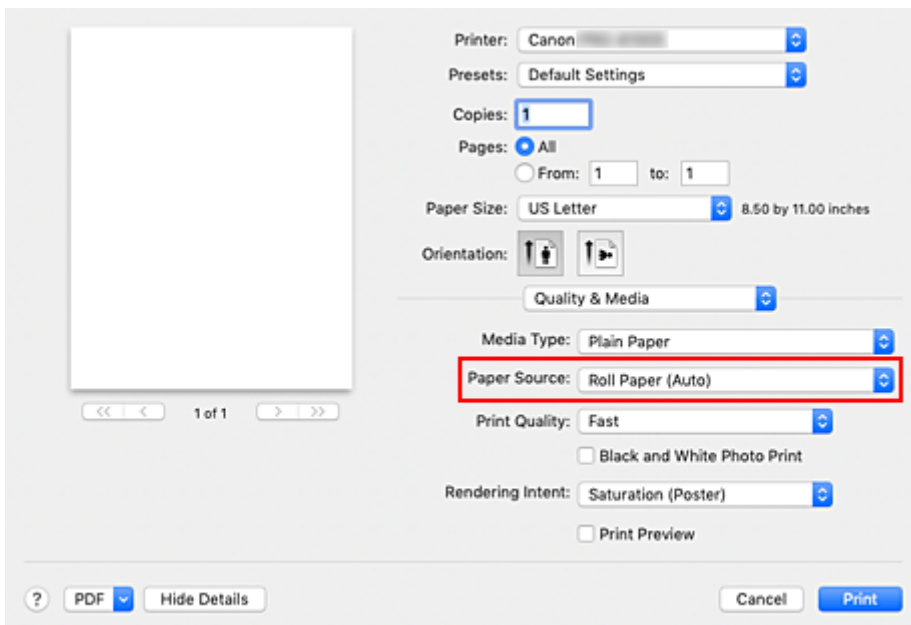 Printer: Canon
Presets: Default Settings
Copies: 1
Pages: All
From: 1 to: 1
Paper Size: US Letter 8.50 by 11.00 inches
Orientation:
Quality & Media
Media Type: Plain Paper
Paper Source: Roll Paper (Auto)
<< < 1 of 1 > >>
Print Quality: Fast
Black and White Photo Print
Rendering Intent: Saturation (Poster)
Print Preview
? PDF Hide Details Cancel Print